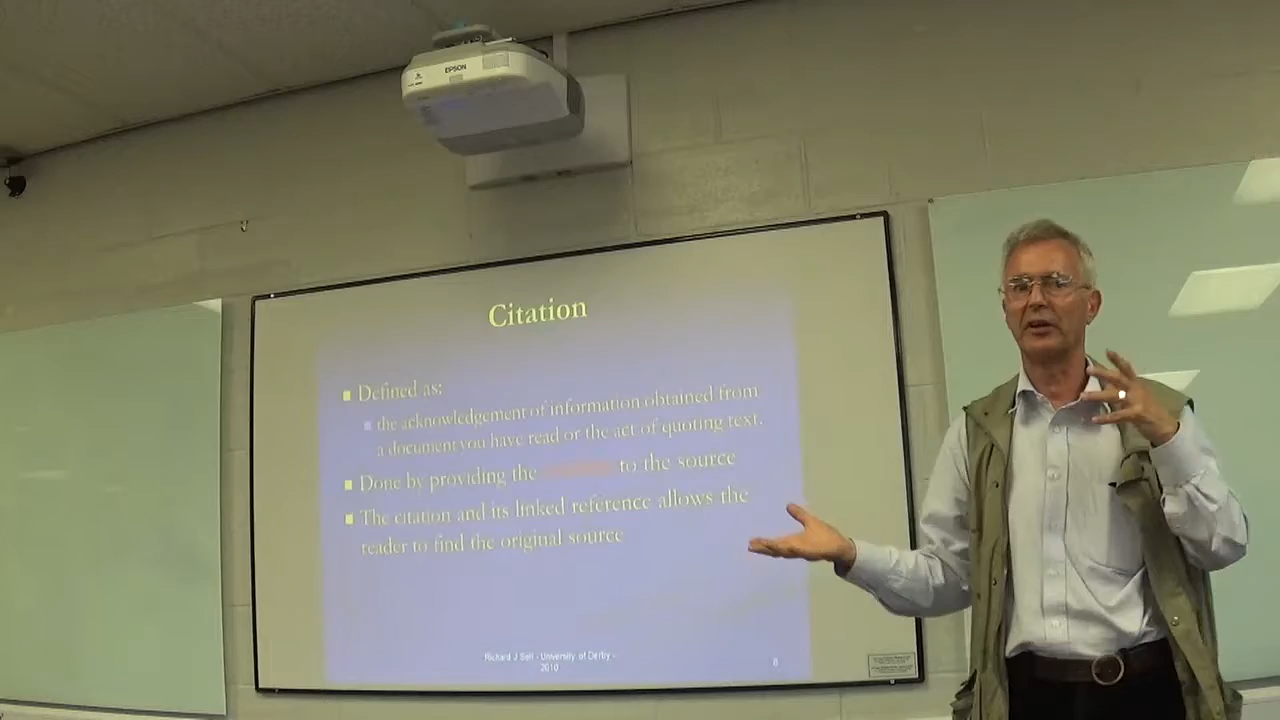 EPSON
Citation
Defined as:
the acknowledgement of information obtained from
a document you have read or the act of quoting text.
Done by providing the to the source
The citation and its linked reference allows the
reader to find the original source
Richard J Self - University of Derby -
2010
8